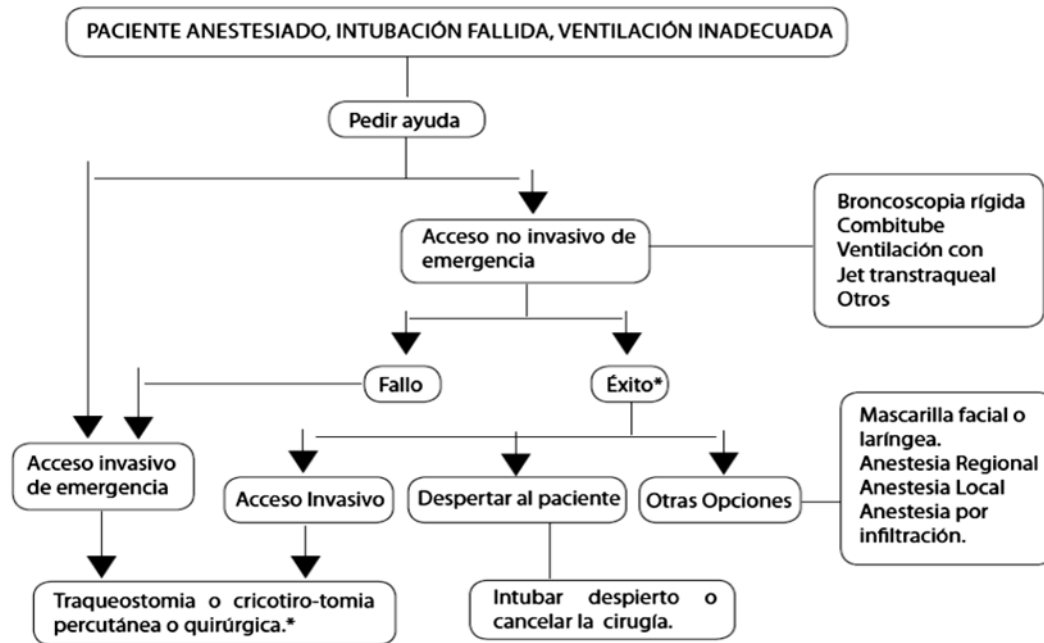 PACIENTE ANESTESIADO, INTUBACIÓN FALLIDA, VENTILACIÓN INADECUADA
Pedir ayuda
Acceso no invasivo de
emergencia
Broncoscopia rígida
Combitube
Ventilación con
Jet transtraqueal
Otros
Fallo
Éxito*
Acceso invasivo
de emergencia
Acceso Invasivo
Despertar al paciente
Otras Opciones
Mascarilla facial o
laríngea.
Anestesia Regional
Anestesia Local
Anestesia por
infiltración.
Traqueostomia o cricotiro-tomia
percutánea o quirúrgica.*
Intubar despierto o
cancelar la cirugía.